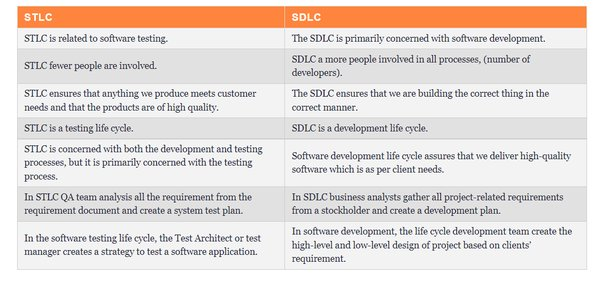 STLC
SDLC
STLC is related to software testing.
The SDLC is primarily concerned with software development.
STLC fewer people are involved.
SDLC a more people involved in all processes, (number of
developers).
STLC ensures that anything we produce meets customer
needs and that the products are of high quality.
The SDLC ensures that we are building the correct thing in the
correct manner.
STLC is a testing life cycle.
SDLC is a development life cycle.
STLC is concerned with both the development and testing
processes, but it is primarily concerned with the testing
process.
Software development life cycle assures that we deliver high-quality
software which is as per client needs.
In STLC QA team analysis all the requirement from the
requirement document and create a system test plan.
In SDLC business analysts gather all project-related requirements
from a stockholder and create a development plan.
In the software testing life cycle, the Test Architect or test
manager creates a strategy to test a software application.
In software development, the life cycle development team create the
high-level and low-level design of project based on clients'
requirement.